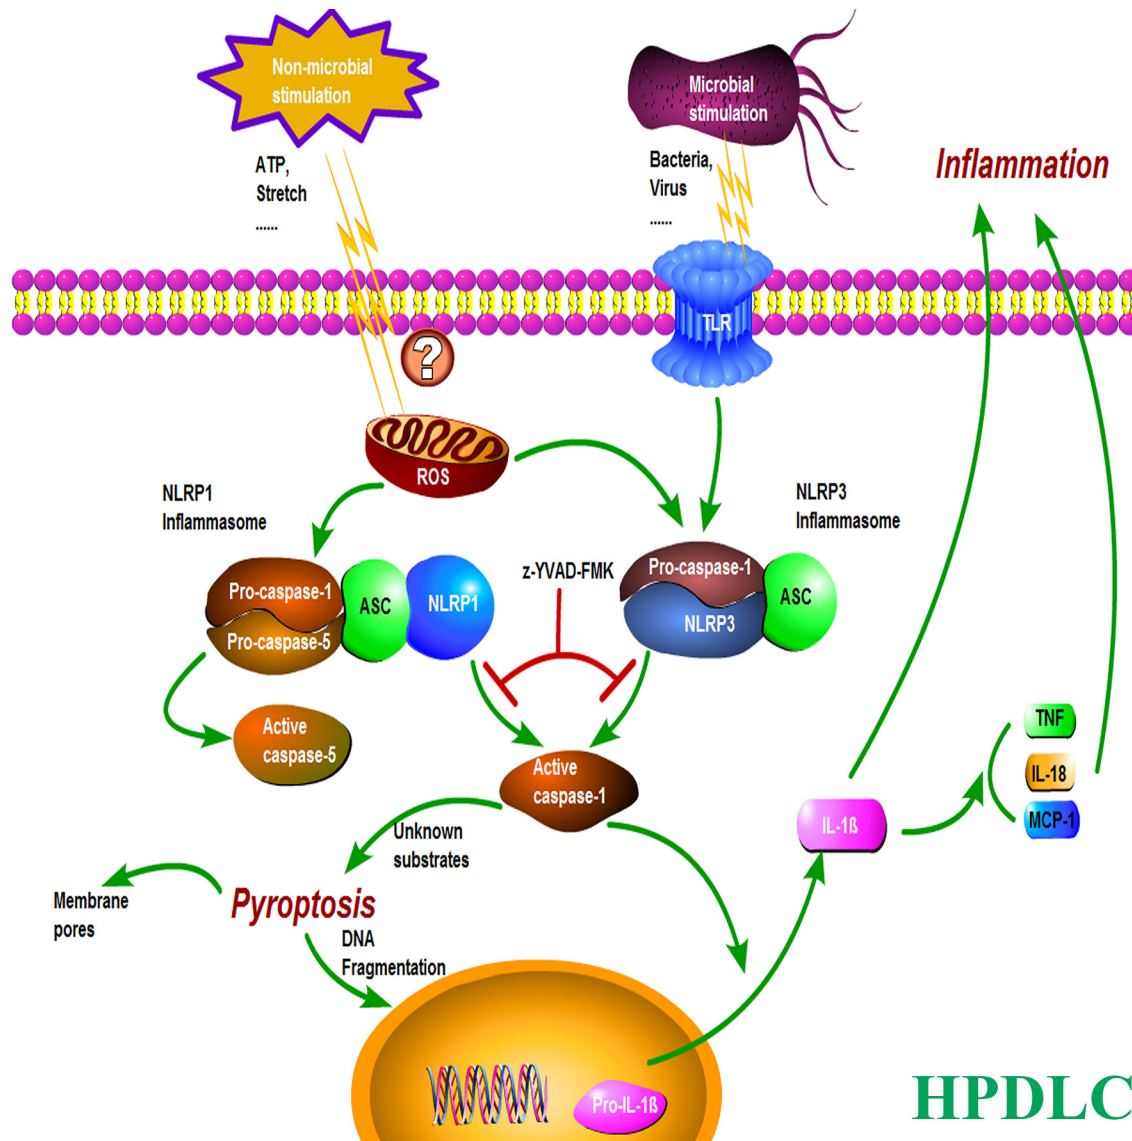 Non-microbial
stimulation
Microbial
stimulation
ATP,
Stretch
......
Bacteria,
Virus
......
Inflammation
TLR
?
ROS
NLRP1
Inflammasome
NLRP3
Inflammasome
Pro-caspase-1
Pro-caspase-5
ASC
NLRP1
z-YVAD-FMK
Pro-caspase-1
NLRP3
ASC
Active
caspase-5
Active
caspase-1
TNF
IL-18
MCP-1
IL-1ß
Unknown
substrates
Membrane
pores
Pyroptosis
DNA
Fragmentation
Pro-IL-1ß
HPDLC